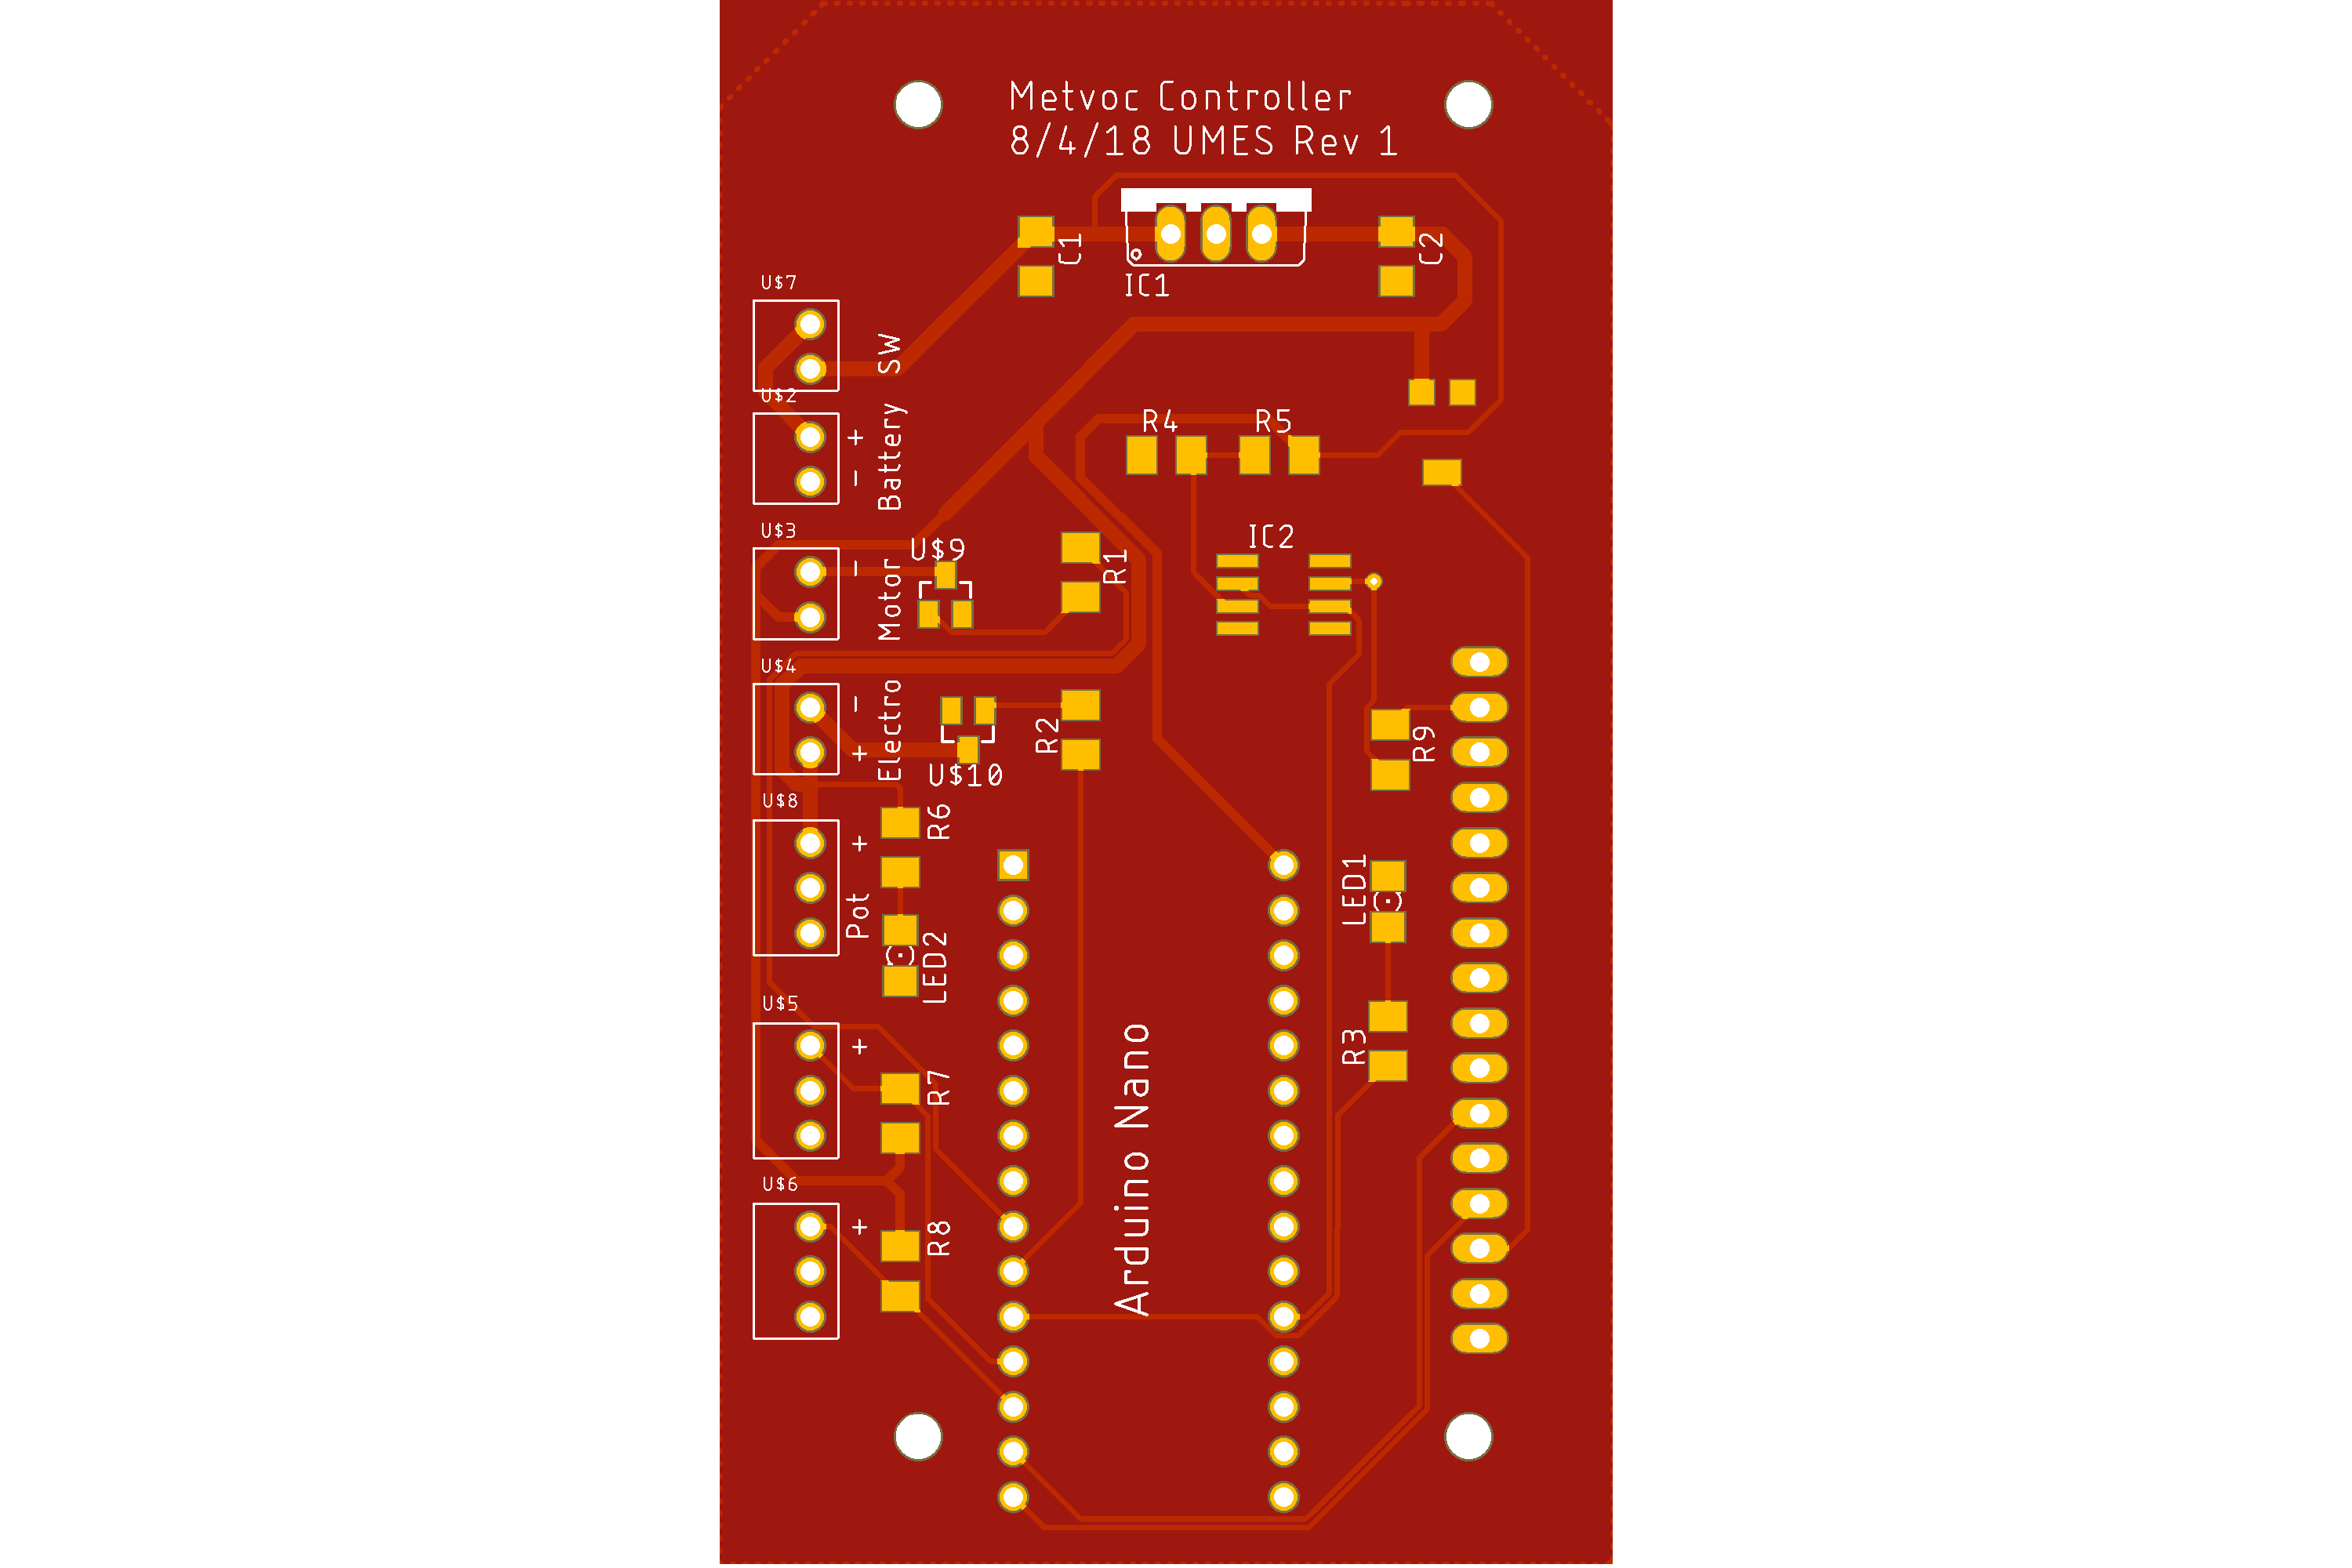 Metvoc Controller
8/4/18 UMES Rev 1
C1
C2
IC1
U$7
SW
U$2
+
-
Battery
R4
R5
U$3
-
Motor
U$9
R1
IC2
U$4
-
+
Electro
U$10
R2
R9
U$8
+
Pot
R6
LED2
LED1
U$5
+
R7
R3
Arduino Nano
U$6
+
R8